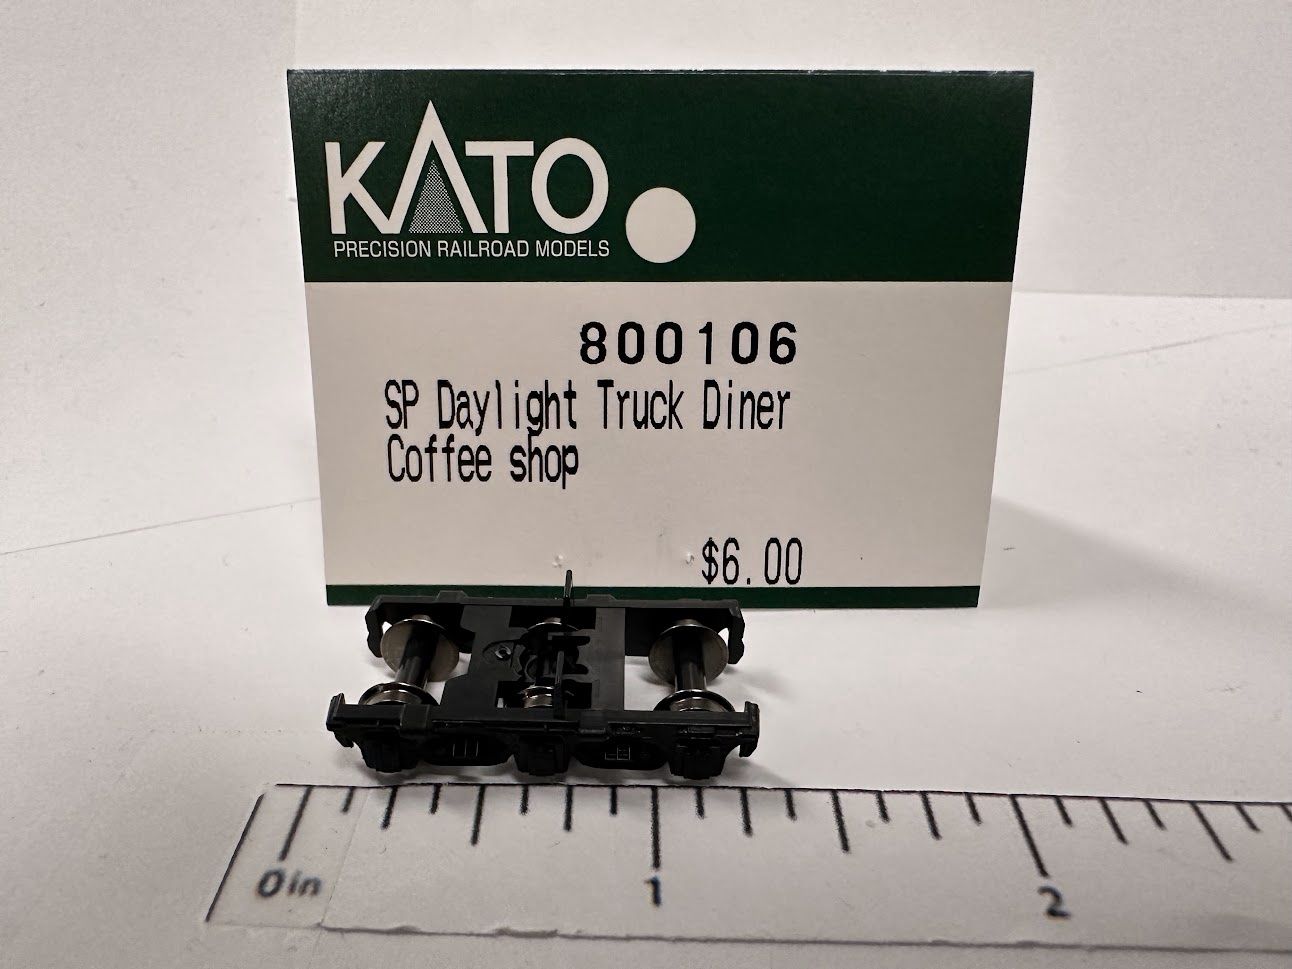 KATO
PRECISION RAILROAD MODELS
800106
SP Daylight Truck Diner
Coffee shop
$6.00
0in 1 2